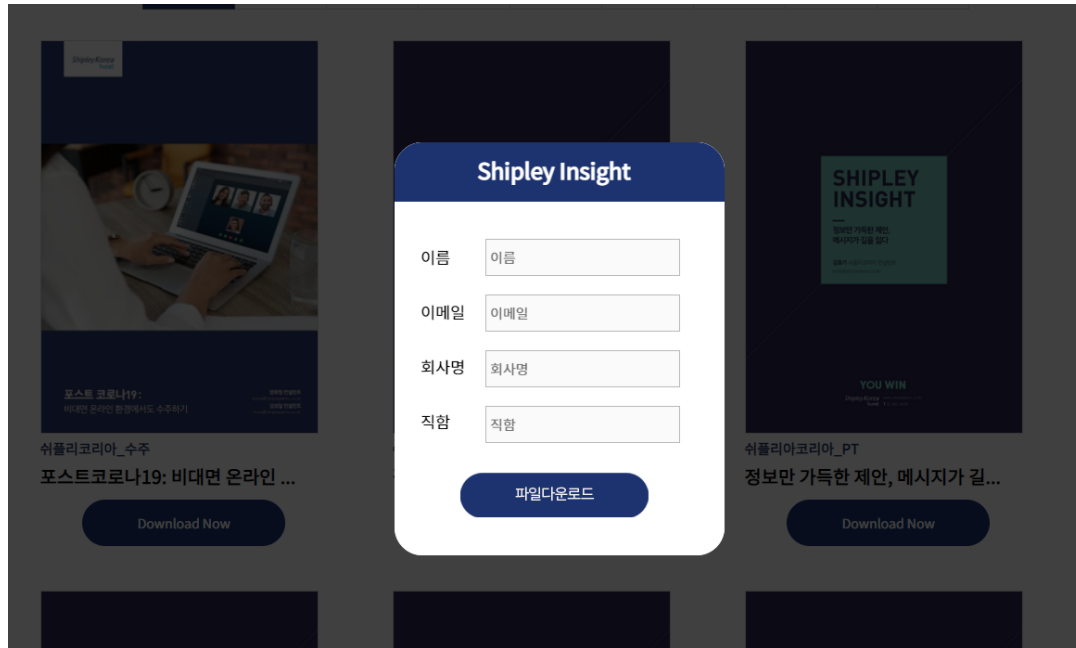 Shipley Korea
SHIPLEY
INSIGHT
정보만 가득한 제안,
메시지가 길을 잃다
포스트 코로나19:
비대면 온라인 환경에서도 수주하기
YOU WIN
Shipley Korea
쉬플리코리아_수주
포스트코로나19: 비대면 온라인 ...
Download Now
쉬플리아코리아_PT
정보만 가득한 제안, 메시지가 길...
Download Now
Shipley Insight
이름
이름
이메일
이메일
회사명
회사명
직함
직함
파일다운로드